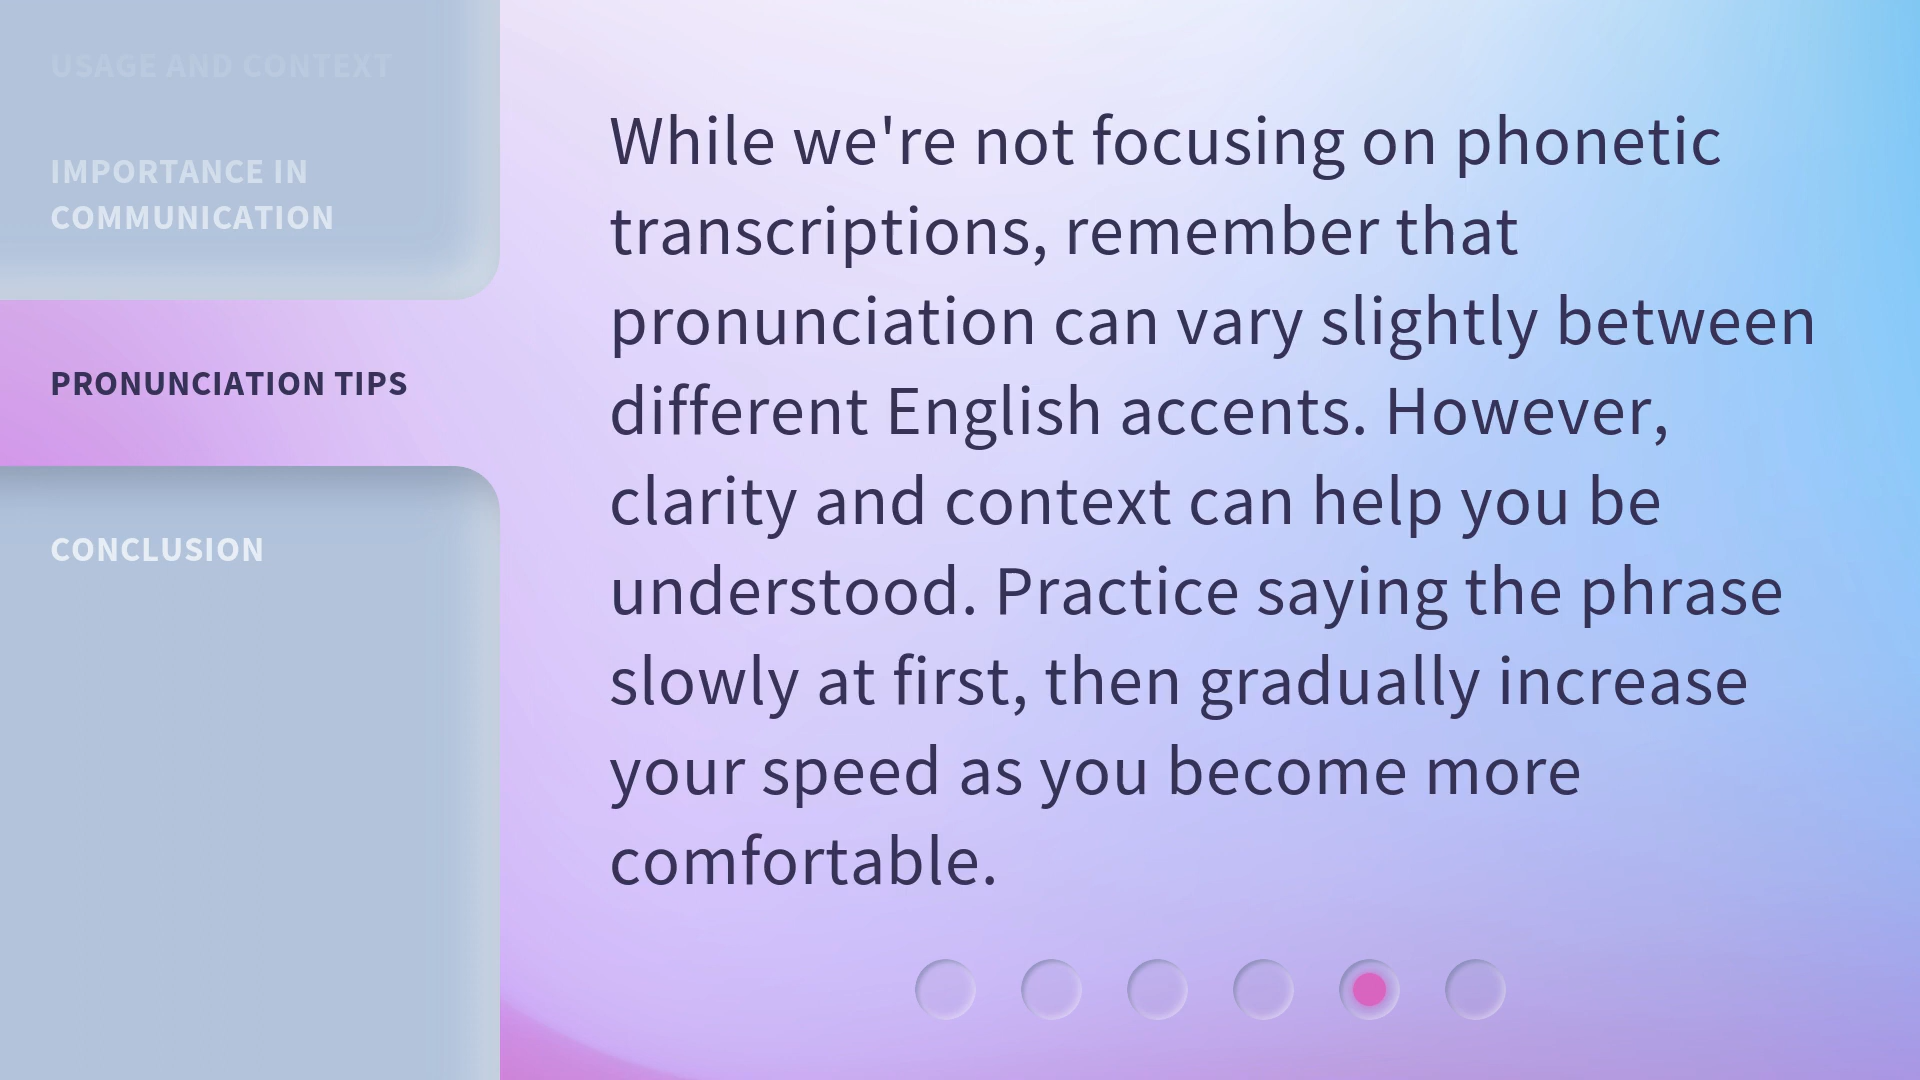 USAGE AND CONTEXT
IMPORTANCE IN
COMMUNICATION
PRONUNCIATION TIPS
CONCLUSION
While we're not focusing on phonetic
transcriptions, remember that
pronunciation can vary slightly between
different English accents. However,
clarity and context can help you be
understood. Practice saying the phrase
slowly at first, then gradually increase
your speed as you become more
comfortable.